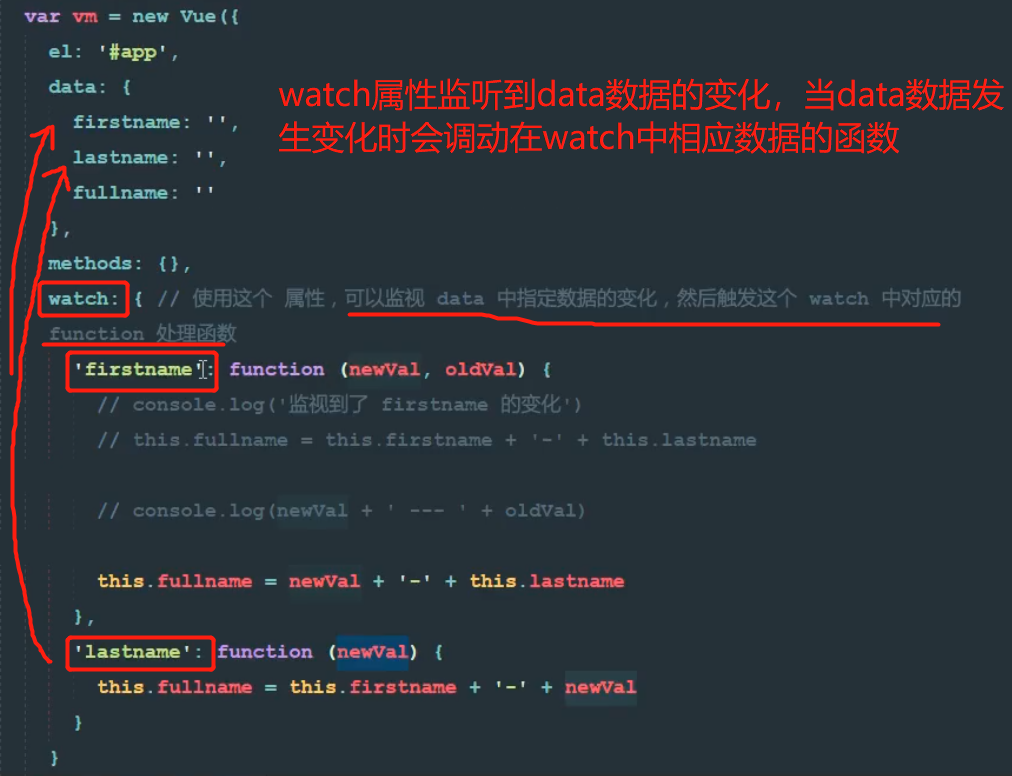 var vm = new Vue({
el: '#app',
data: {
watch属性监听到data数据的变化，当data数据发
firstname: '',
生变化时会调动在watch中相应数据的函数
lastname: '',
fullname: ''
},
methods: {},
watch: { // 使用这个 属性，可以监视 data 中指定数据的变化，然后触发这个 watch 中对应的
function 处理函数
'firstname': function (newVal, oldVal) {
// console.log('监视到了 firstname 的变化')
// this.fullname = this.firstname + '-' + this.lastname
// console.log(newVal + ' --- ' + oldVal)
this.fullname = newVal + '-' + this.lastname
},
'lastname': function (newVal) {
this.fullname = this.firstname + '-' + newVal
}
}